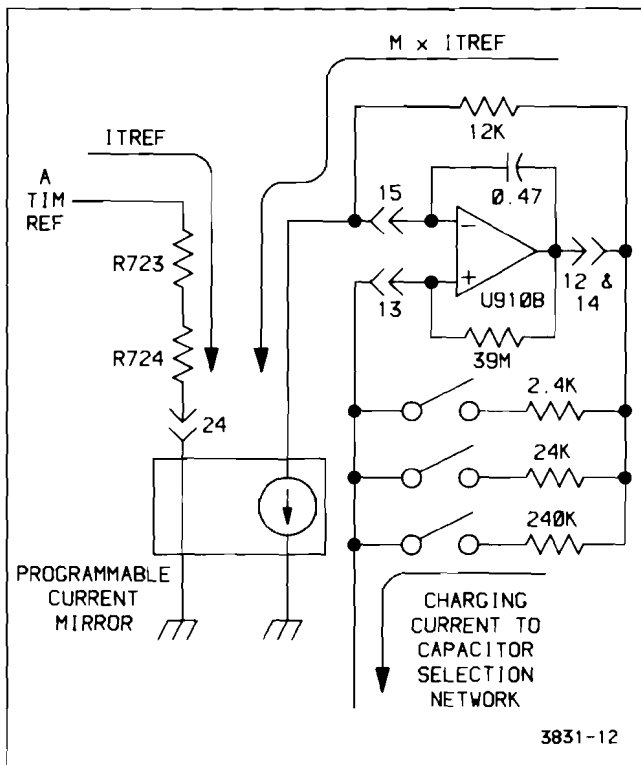 M x ITREF
12K
ITREF
A
TIM
REF
15
0.47
−
+
R723
13
U910B
12 &
14
R724
39M
24
2.4K
24K
240K
PROGRAMMABLE
CURRENT
MIRROR
CHARGING
CURRENT TO
CAPACITOR
SELECTION
NETWORK
3831-12